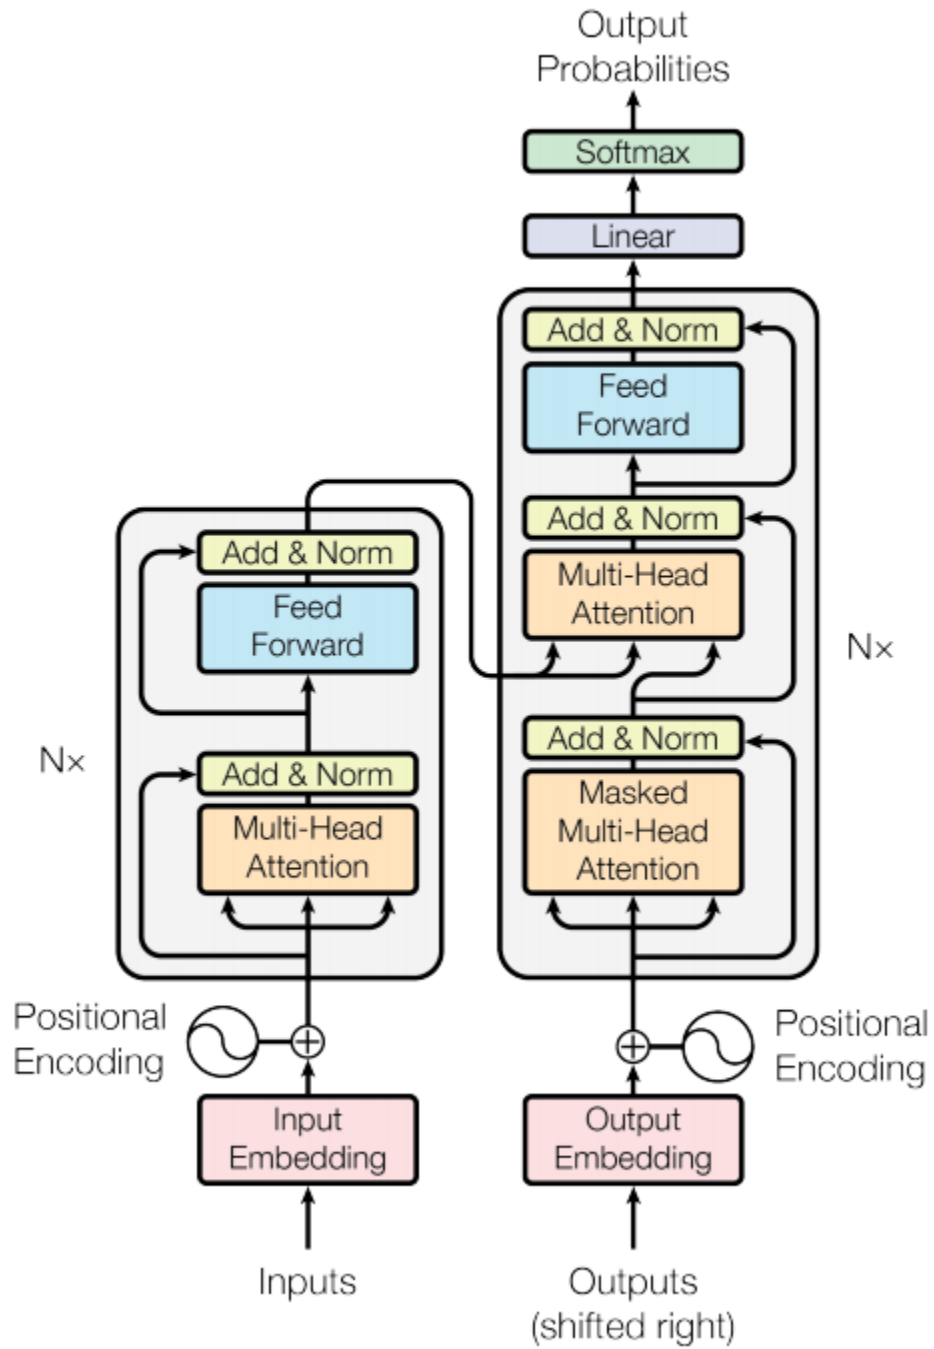 Output
Probabilities
Softmax
Linear
Add & Norm
Feed
Forward
Add & Norm
Multi-Head
Attention
Nx
Add & Norm
Masked
Multi-Head
Attention
Add & Norm
Feed
Forward
Nx
Add & Norm
Multi-Head
Attention
Positional
Encoding
Positional
Encoding
Input
Embedding
Output
Embedding
Inputs
Outputs
(shifted right)